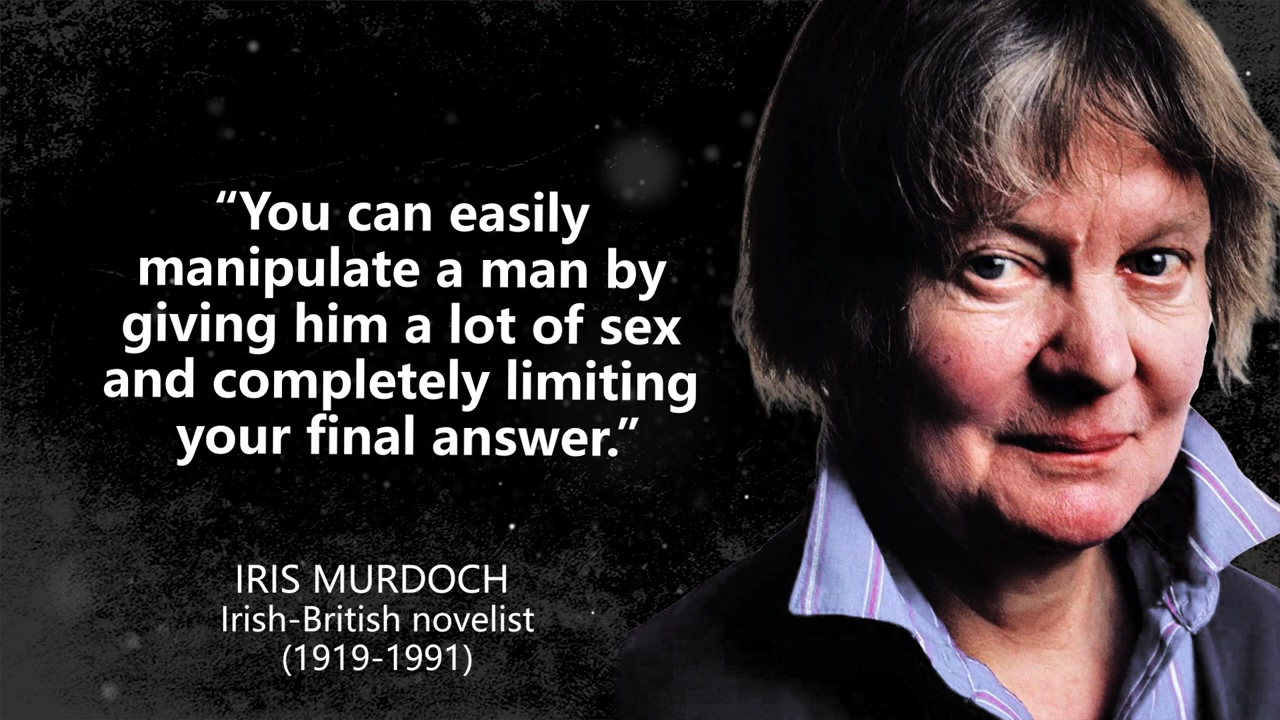 “You can easily
manipulate a man by
giving him a lot of sex
and completely limiting
your final answer.”
IRIS MURDOCH
Irish-British novelist
(1919-1991)